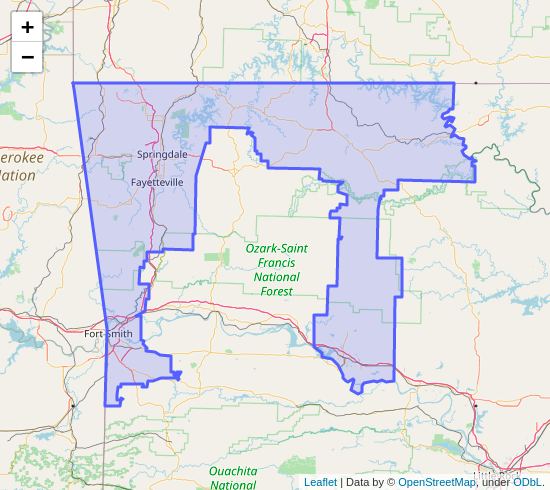 +
−
Springdale
Fayetteville
erokee
ation
Ozark-Saint
Francis
National
Forest
Fort Smith
Ouachita
National
Leaflet | Data by © OpenStreetMap, under ODbL.